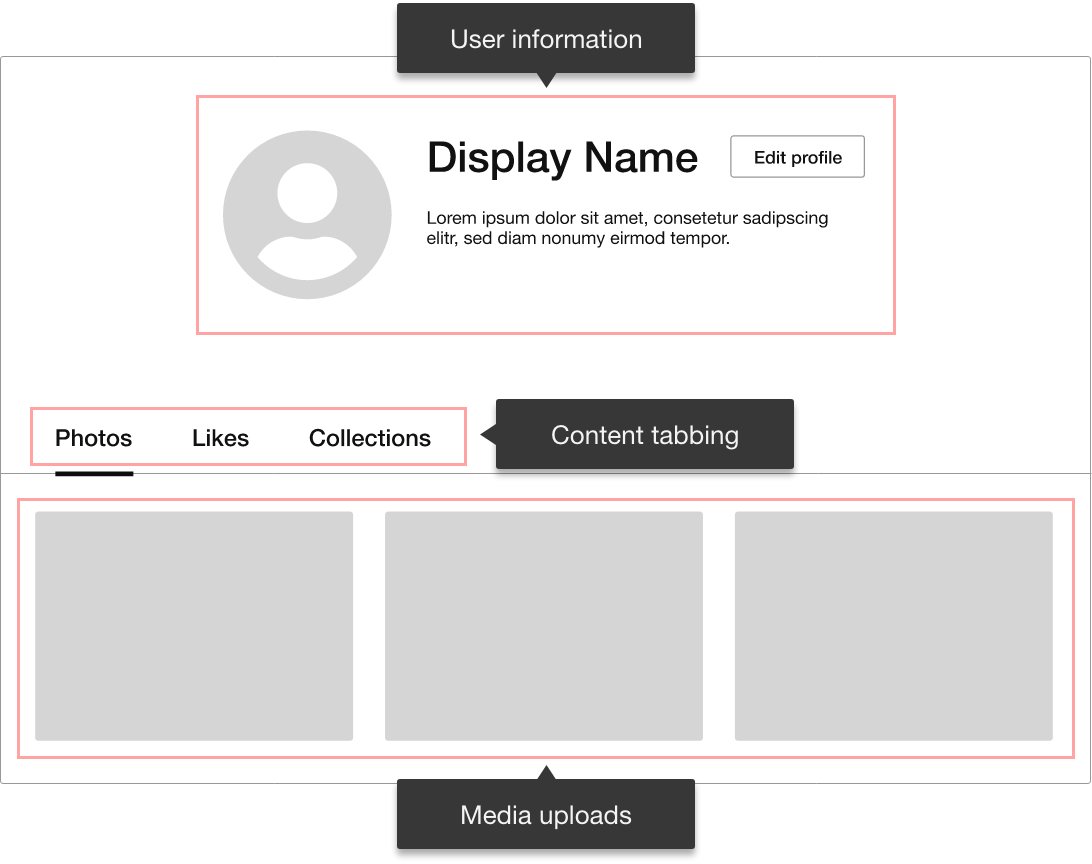 User information
Display Name
Edit profile
Lorem ipsum dolor sit amet, consetetur sadipscing
elitr, sed diam nonumy eirmod tempor.
Photos
Likes
Collections
Content tabbing
Media uploads